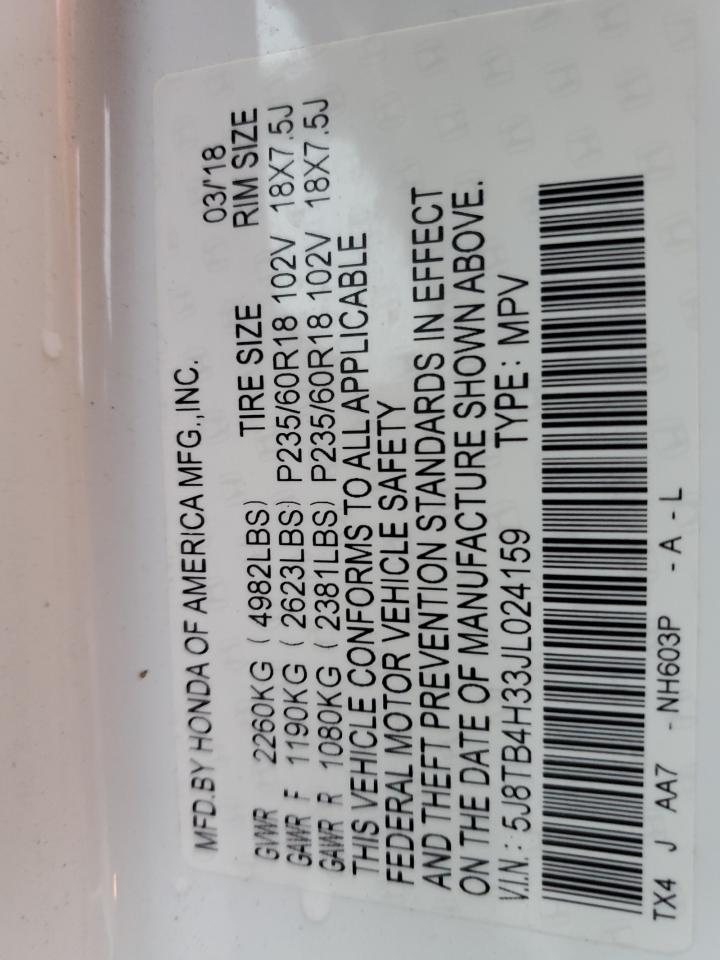 MFD.BY HONDA OF AMERICA MFG.,INC. 03/'18
TIRE SIZE RIM SIZE
GVWR 2260KG ( 4982LBS)
GAWR F 1190KG ( 2623LBS) P235/60R18 102V 18X7.5J
GAWR R 1080KG ( 2381LBS) P235/60R18 102V 18X7.5J
THIS VEHICLE CONFORMS TO ALL APPLICABLE
FEDERAL MOTOR VEHICLE SAFETY
AND THEFT PREVENTION STANDARDS IN EFFECT
ON THE DATE OF MANUFACTURE SHOWN ABOVE.
V.I.N.: 5J8TB4H33JL024159 TYPE: MPV
TX4 J AA7 - NH603P - A - L